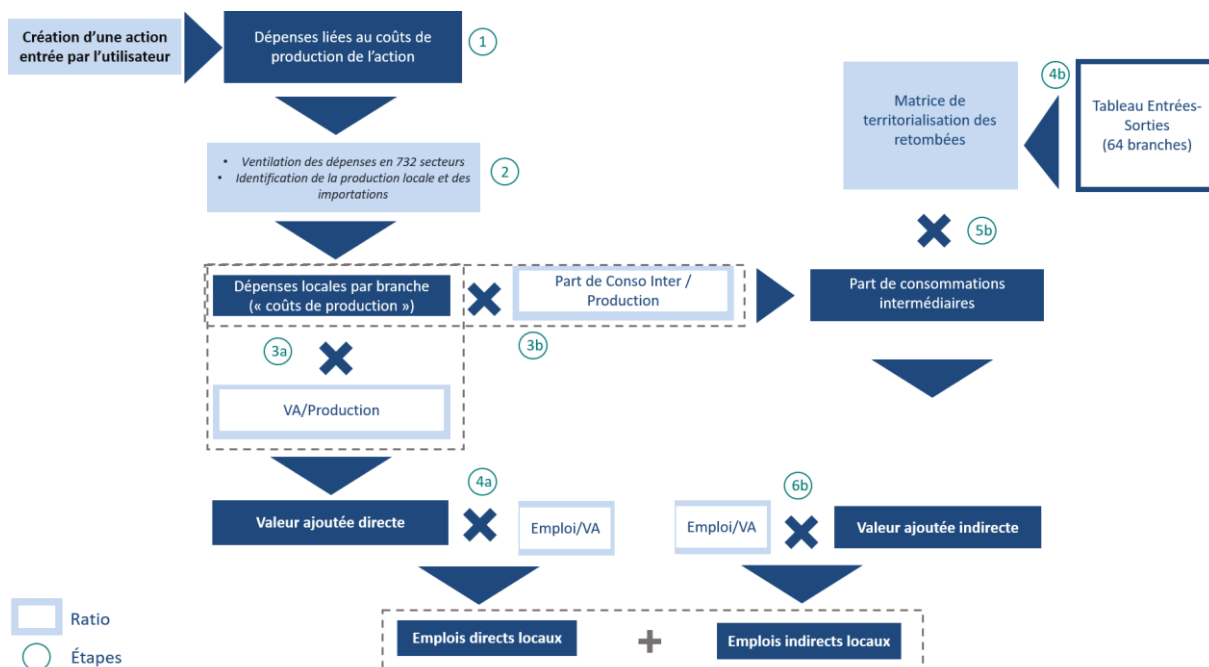 Création d'une action
entrée par l'utilisateur
Dépenses liées au coûts de
production de l'action
1
• Ventilation des dépenses en 732 secteurs
• Identification de la production locale et des
importations
2
Matrice de
territorialisation des
retombées
4b
Tableau Entrées-
Sorties
(64 branches)
5b
Dépenses locales par branche
(« coûts de production »)
Part de Conso Inter /
Production
Part de consommations
intermédiaires
3a
3b
VA/Production
4a
6b
Valeur ajoutée directe
Emploi/VA
Emploi/VA
Valeur ajoutée indirecte
Ratio
Étapes
Emplois directs locaux
+
Emplois indirects locaux